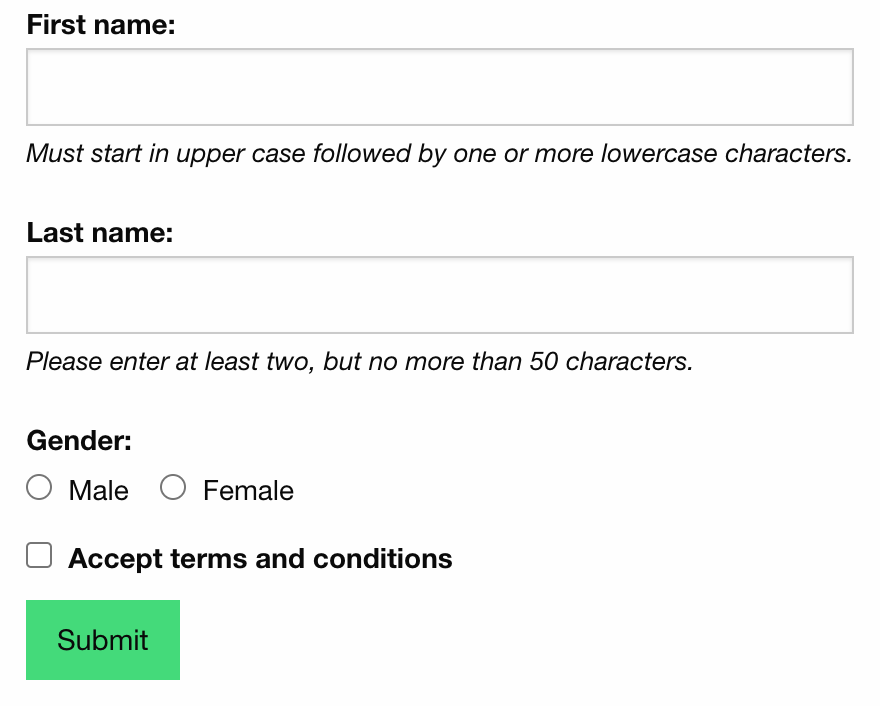 First name:
Must start in upper case followed by one or more lowercase characters.
Last name:
Please enter at least two, but no more than 50 characters.
Gender:
Male Female
Accept terms and conditions
Submit